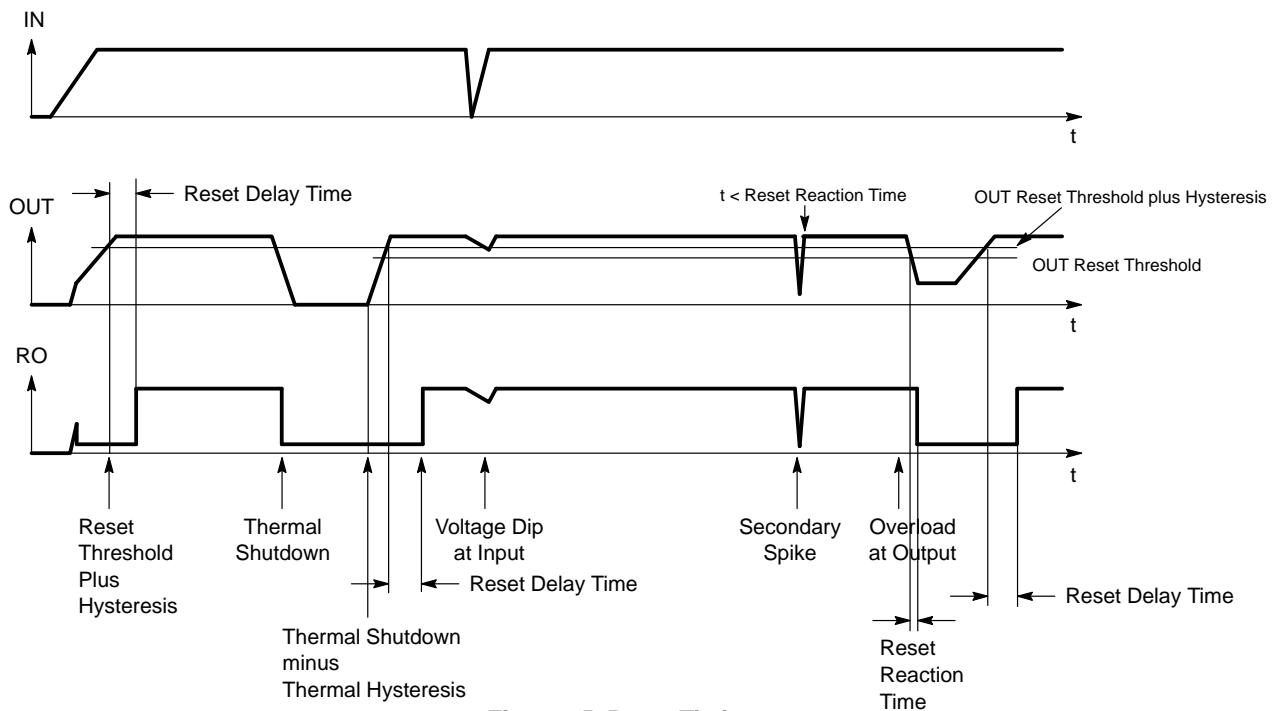 IN
t
Reset Delay Time
t < Reset Reaction Time
OUT Reset Threshold plus Hysteresis
OUT
OUT Reset Threshold
t
RO
t
Reset
Threshold
Plus
Hysteresis
Thermal
Shutdown
Voltage Dip
at Input
Secondary
Spike
Overload
at Output
Reset Delay Time
Reset Delay Time
Thermal Shutdown
minus
Thermal Hysteresis
Reset
Reaction
Time